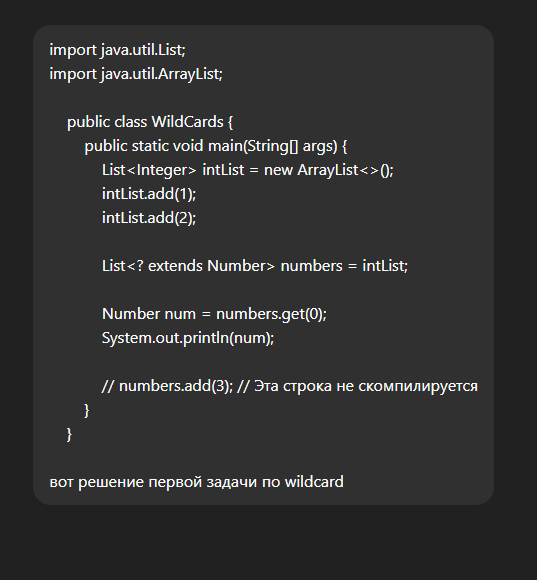 import java.util.List;
import java.util.ArrayList;
public class WildCards {
public static void main(String[] args) {
List<Integer> intList = new ArrayList<>();
intList.add(1);
intList.add(2);
List<? extends Number> numbers = intList;
Number num = numbers.get(0);
System.out.println(num);
// numbers.add(3); // Эта строка не скомпилируется
}
}
вот решение первой задачи по wildcard